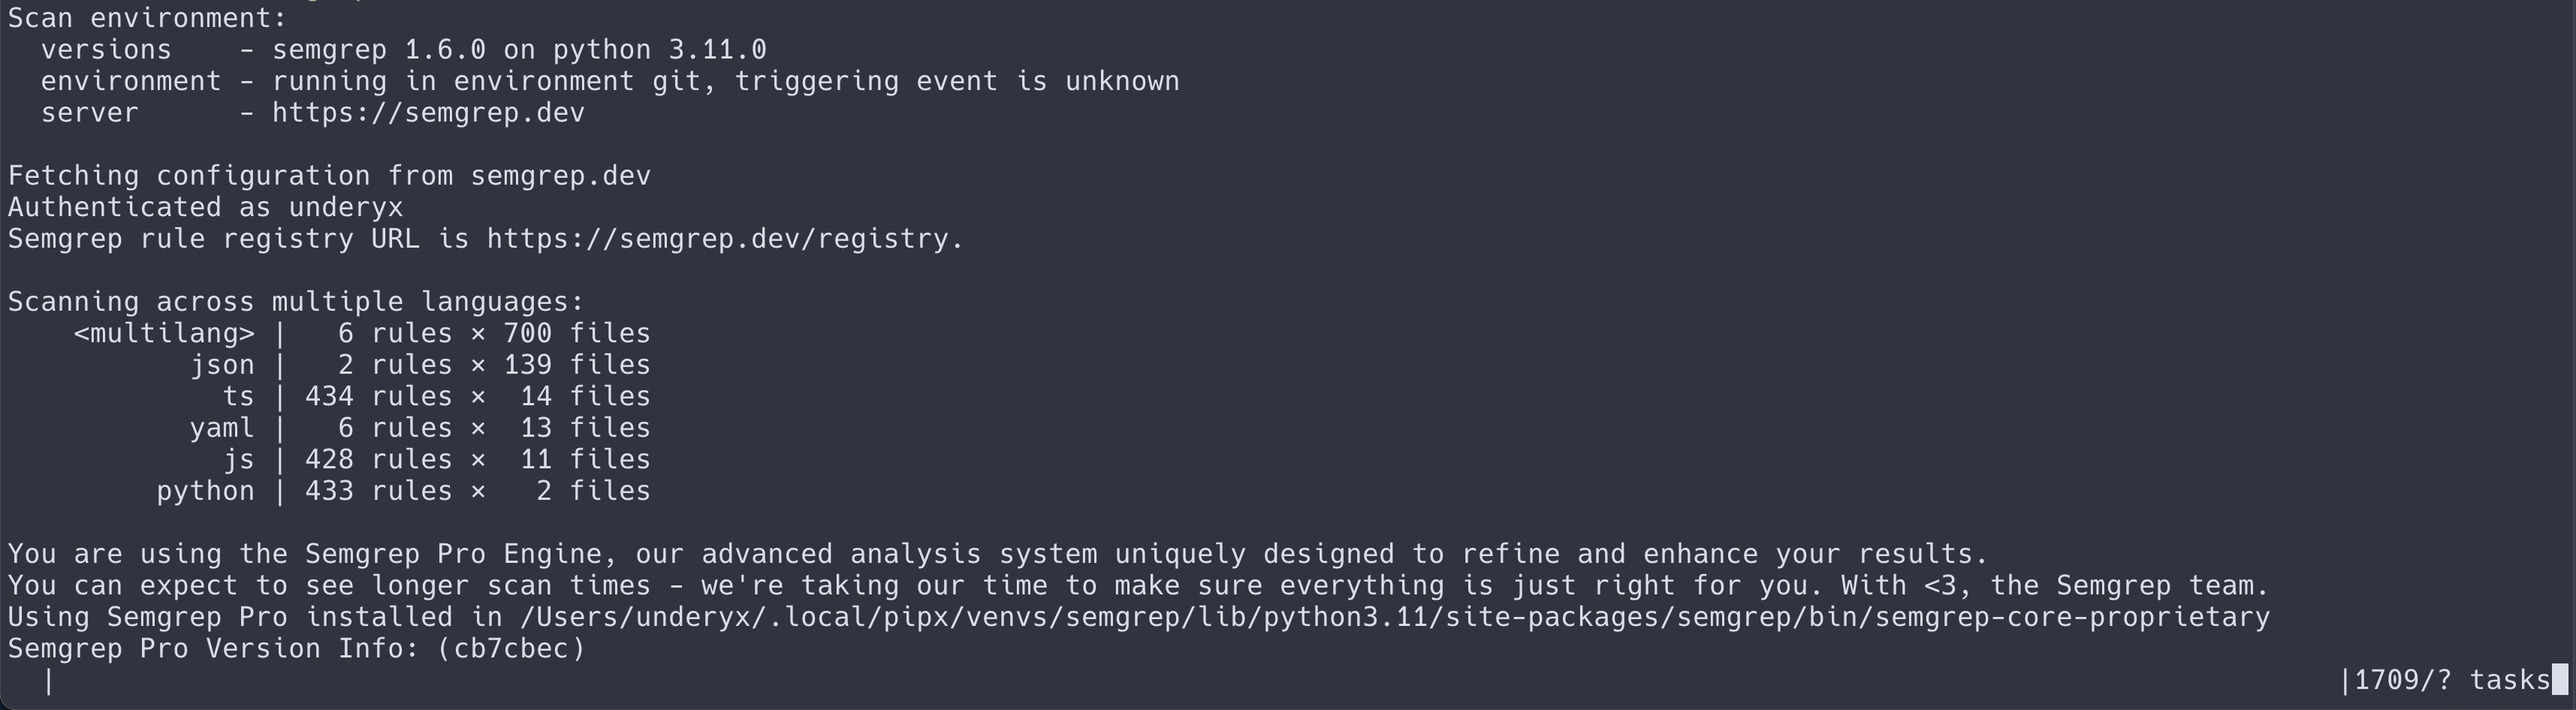 Scan environment:
  versions    - semgrep 1.6.0 on python 3.11.0
  environment - running in environment git, triggering event is unknown
  server      - https://semgrep.dev

Fetching configuration from semgrep.dev
Authenticated as underyx
Semgrep rule registry URL is https://semgrep.dev/registry.

Scanning across multiple languages:
    <multilang> |   6 rules × 700 files
           json |   2 rules × 139 files
             ts | 434 rules ×  14 files
           yaml |   6 rules ×  13 files
             js | 428 rules ×  11 files
         python | 433 rules ×   2 files

You are using the Semgrep Pro Engine, our advanced analysis system uniquely designed to refine and enhance your results.
You can expect to see longer scan times - we're taking our time to make sure everything is just right for you. With <3, the Semgrep team.
Using Semgrep Pro installed in /Users/underyx/.local/pipx/venvs/semgrep/lib/python3.11/site-packages/semgrep/bin/semgrep-core-proprietary
Semgrep Pro Version Info: (cb7cbec)
  | |1709/? tasks